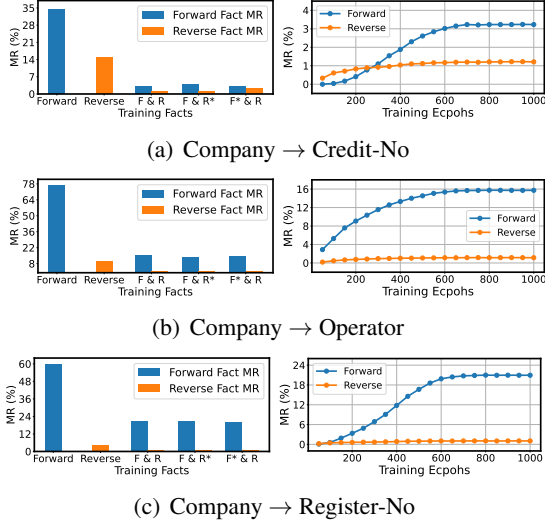 MR (%)
35
28
21
14
7
0
Forward Fact MR
Reverse Fact MR
Forward Reverse F & R F & R* F* & R
Training Facts
MR (%)
4
3
2
1
0
Forward
Reverse
200 400 600 800 1000
Training Ecpohs
(a) Company → Credit-No
MR (%)
78
64
50
36
22
8
Forward Fact MR
Reverse Fact MR
Forward Reverse F & R F & R* F* & R
Training Facts
MR (%)
16
12
8
4
0
Forward
Reverse
200 400 600 800 1000
Training Ecpohs
(b) Company → Operator
MR (%)
60
48
36
24
12
0
Forward Fact MR
Reverse Fact MR
Forward Reverse F & R F & R* F* & R
Training Facts
MR (%)
24
18
12
6
0
Forward
Reverse
200 400 600 800 1000
Training Ecpohs
(c) Company → Register-No